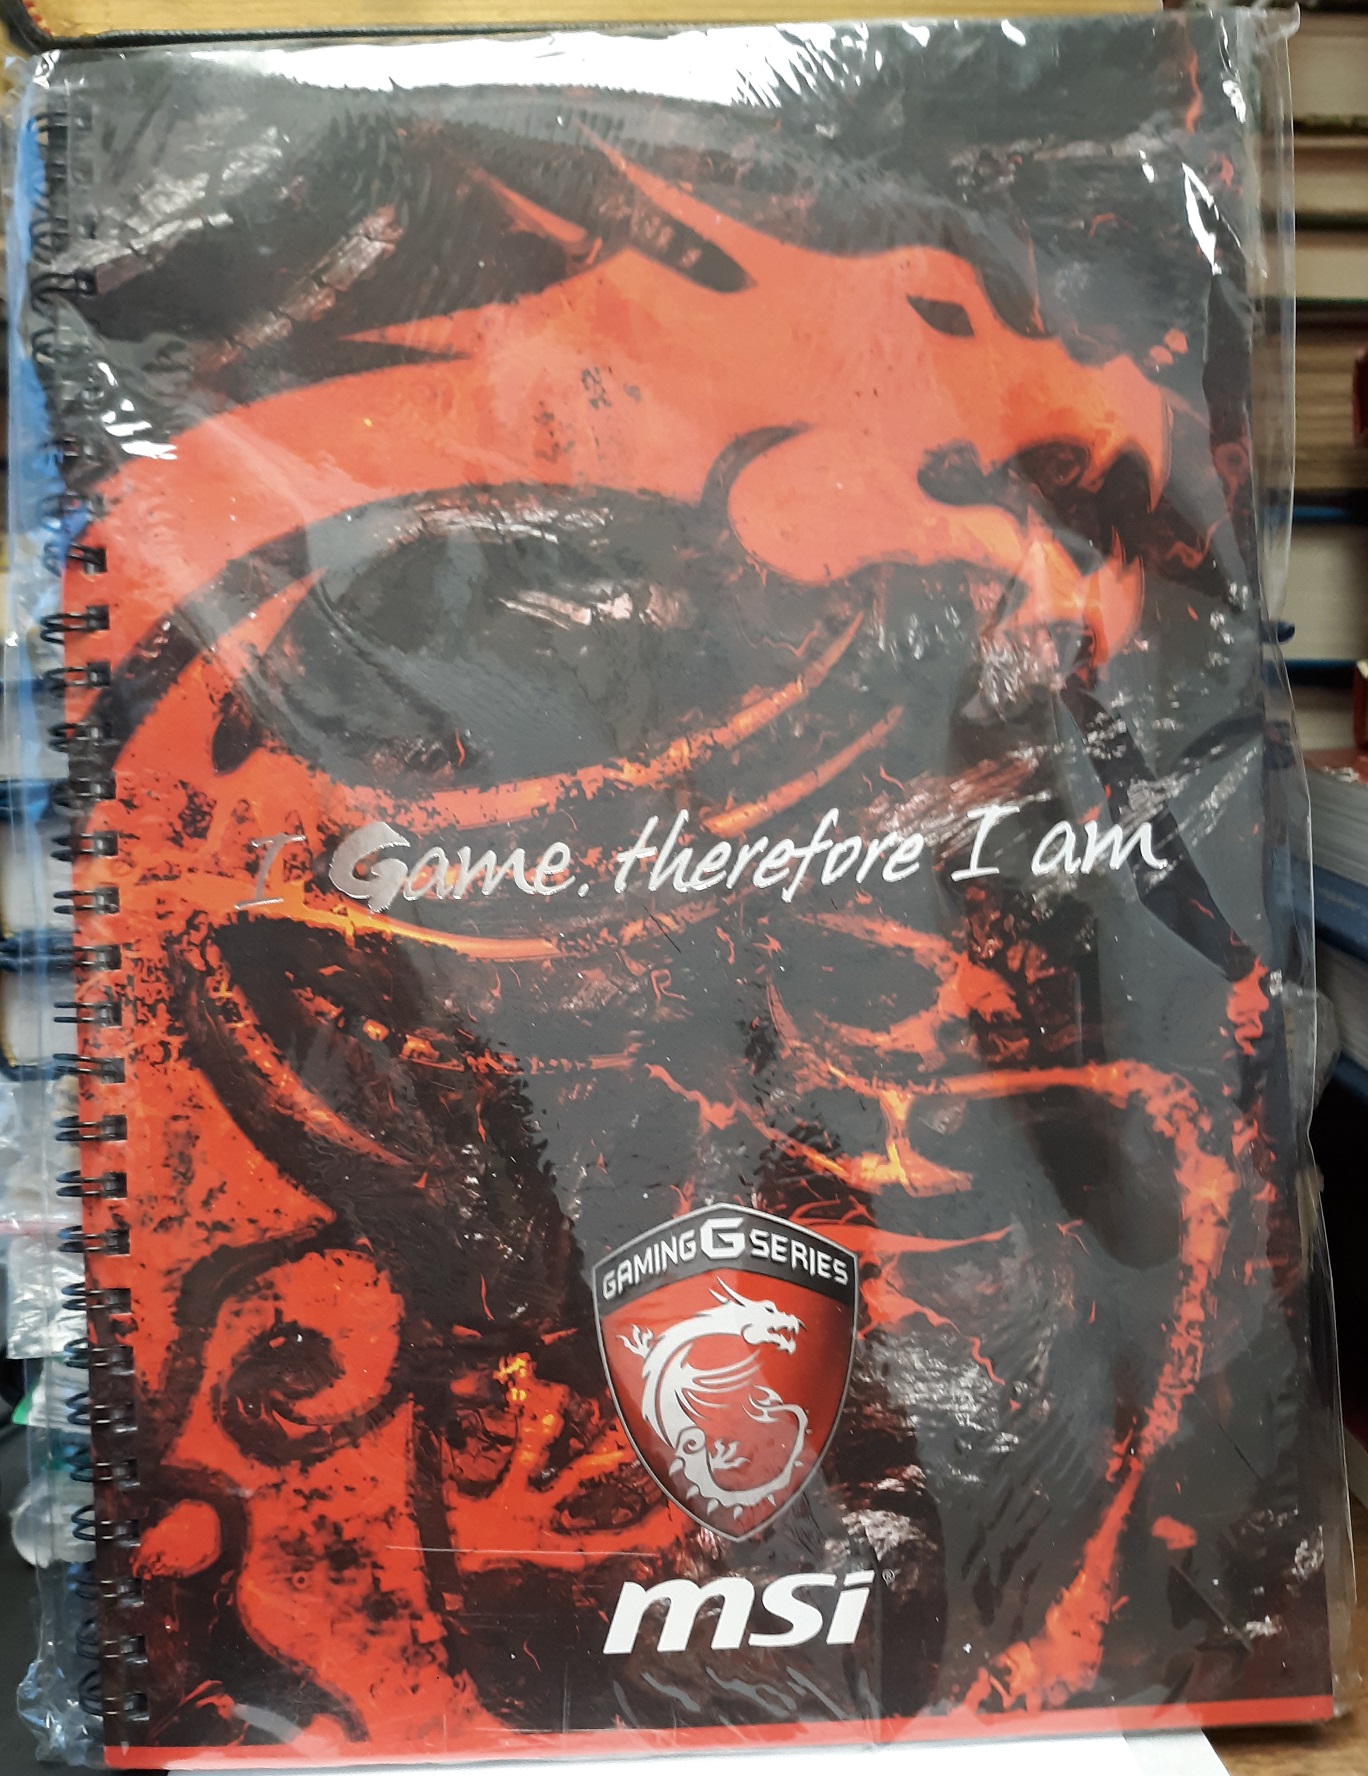 I Game, therefore I am
GAMING G SERIES
msi®